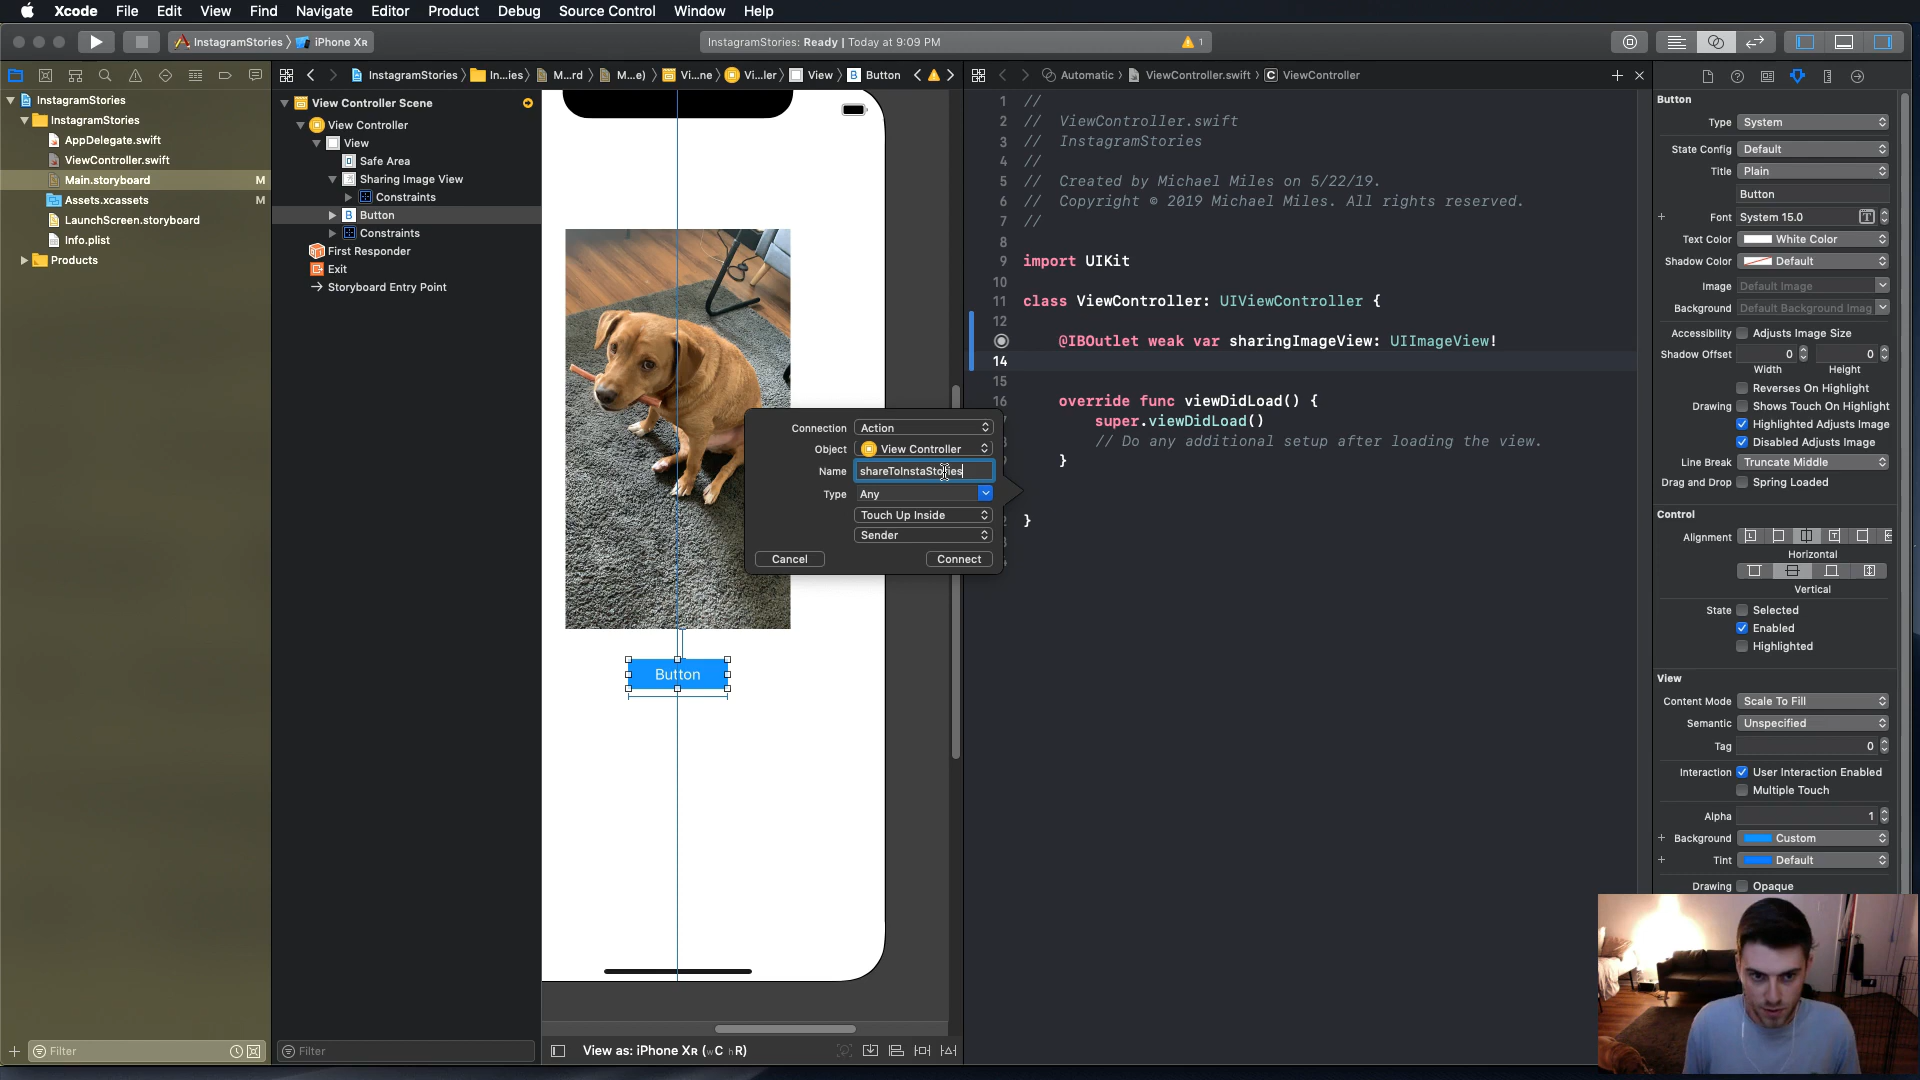 Xcode File Edit View Find Navigate Editor Product Debug Source Control Window Help
InstagramStories iPhone XR
InstagramStories: Ready | Today at 9:09 PM
1
InstagramStories
InstagramStories
AppDelegate.swift
ViewController.swift
Main.storyboard M
Assets.xcassets M
LaunchScreen.storyboard
Info.plist
Products
Filter
InstagramStories In...ies M...rd M...e) Vi...ne Vi...ler View B Button
View Controller Scene
View Controller
View
Safe Area
Sharing Image View
Constraints
B Button
Constraints
First Responder
Exit
Storyboard Entry Point
Filter
Button
View as: iPhone XR (wC hR)
Connection Action
Object View Controller
Name shareToInstaStories
Type Any
Touch Up Inside
Sender
Cancel Connect
Automatic ViewController.swift C ViewController
1 //
2 // ViewController.swift
3 // InstagramStories
4 //
5 // Created by Michael Miles on 5/22/19.
6 // Copyright © 2019 Michael Miles. All rights reserved.
7 //
8
9 import UIKit
10
11 class ViewController: UIViewController {
12
@IBOutlet weak var sharingImageView: UIImageView!
14
15
16 override func viewDidLoad() {
super.viewDidLoad()
// Do any additional setup after loading the view.
}
}
Button
Type System
State Config Default
Title Plain
Button
Font System 15.0
Text Color White Color
Shadow Color Default
Image Default Image
Background Default Background Imag
Accessibility Adjusts Image Size
Shadow Offset 0 0
Width Height
Reverses On Highlight
Drawing Shows Touch On Highlight
Highlighted Adjusts Image
Disabled Adjusts Image
Line Break Truncate Middle
Drag and Drop Spring Loaded
Control
Alignment
Horizontal
Vertical
State Selected
Enabled
Highlighted
View
Content Mode Scale To Fill
Semantic Unspecified
Tag 0
Interaction User Interaction Enabled
Multiple Touch
Alpha 1
Background Custom
Tint Default
Drawing Opaque